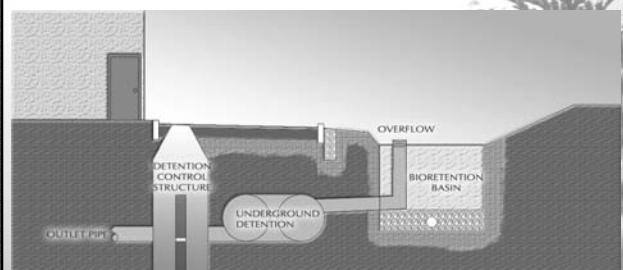 OVERFLOW
DETENTION
CONTROL
STRUCTURE
BIORETENTION
BASIN
UNDERGROUND
DETENTION
OUTLET PIPE